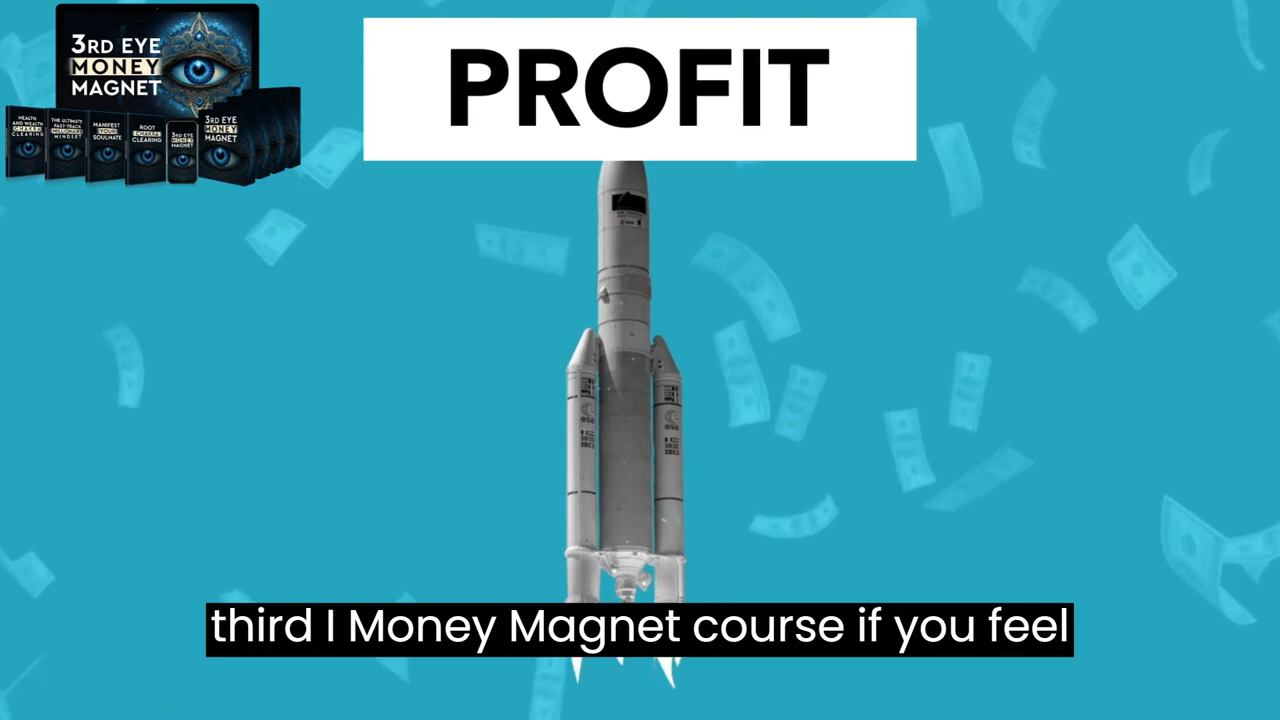 3RD EYE
MONEY
MAGNET
HEALTH
AND WEALTH
CHAKRA
CLEARING
THE ULTIMATE
FAST-TRACK
MILLIONAIRE
MINDSET
MANIFEST
YOUR
SOULMATE
ROOT
CHAKRA
CLEARING
3RD EYE
MONEY
MAGNET
3RD EYE
MONEY
MAGNET
PROFIT
esa
third I Money Magnet course if you feel